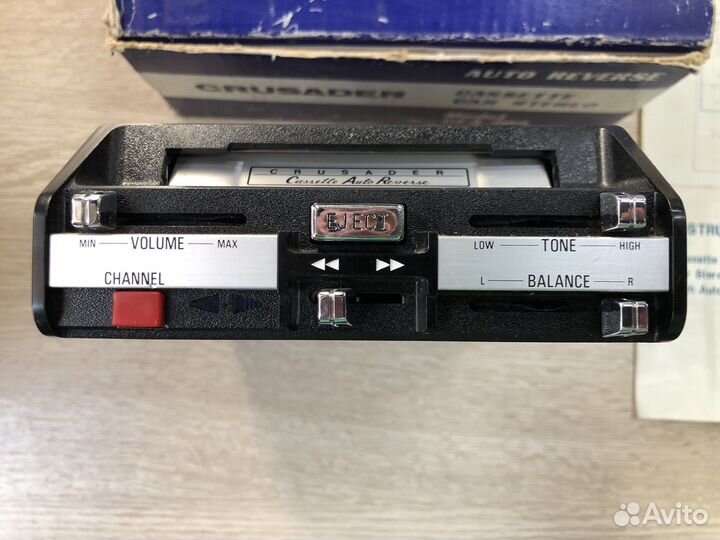 AUTO REVERSE
CRUSADER CASSETTE
CAR STEREO
CRUSADER
Cassette Auto Reverse
EJECT
MIN VOLUME MAX
LOW TONE HIGH
CHANNEL
L BALANCE R
Avito